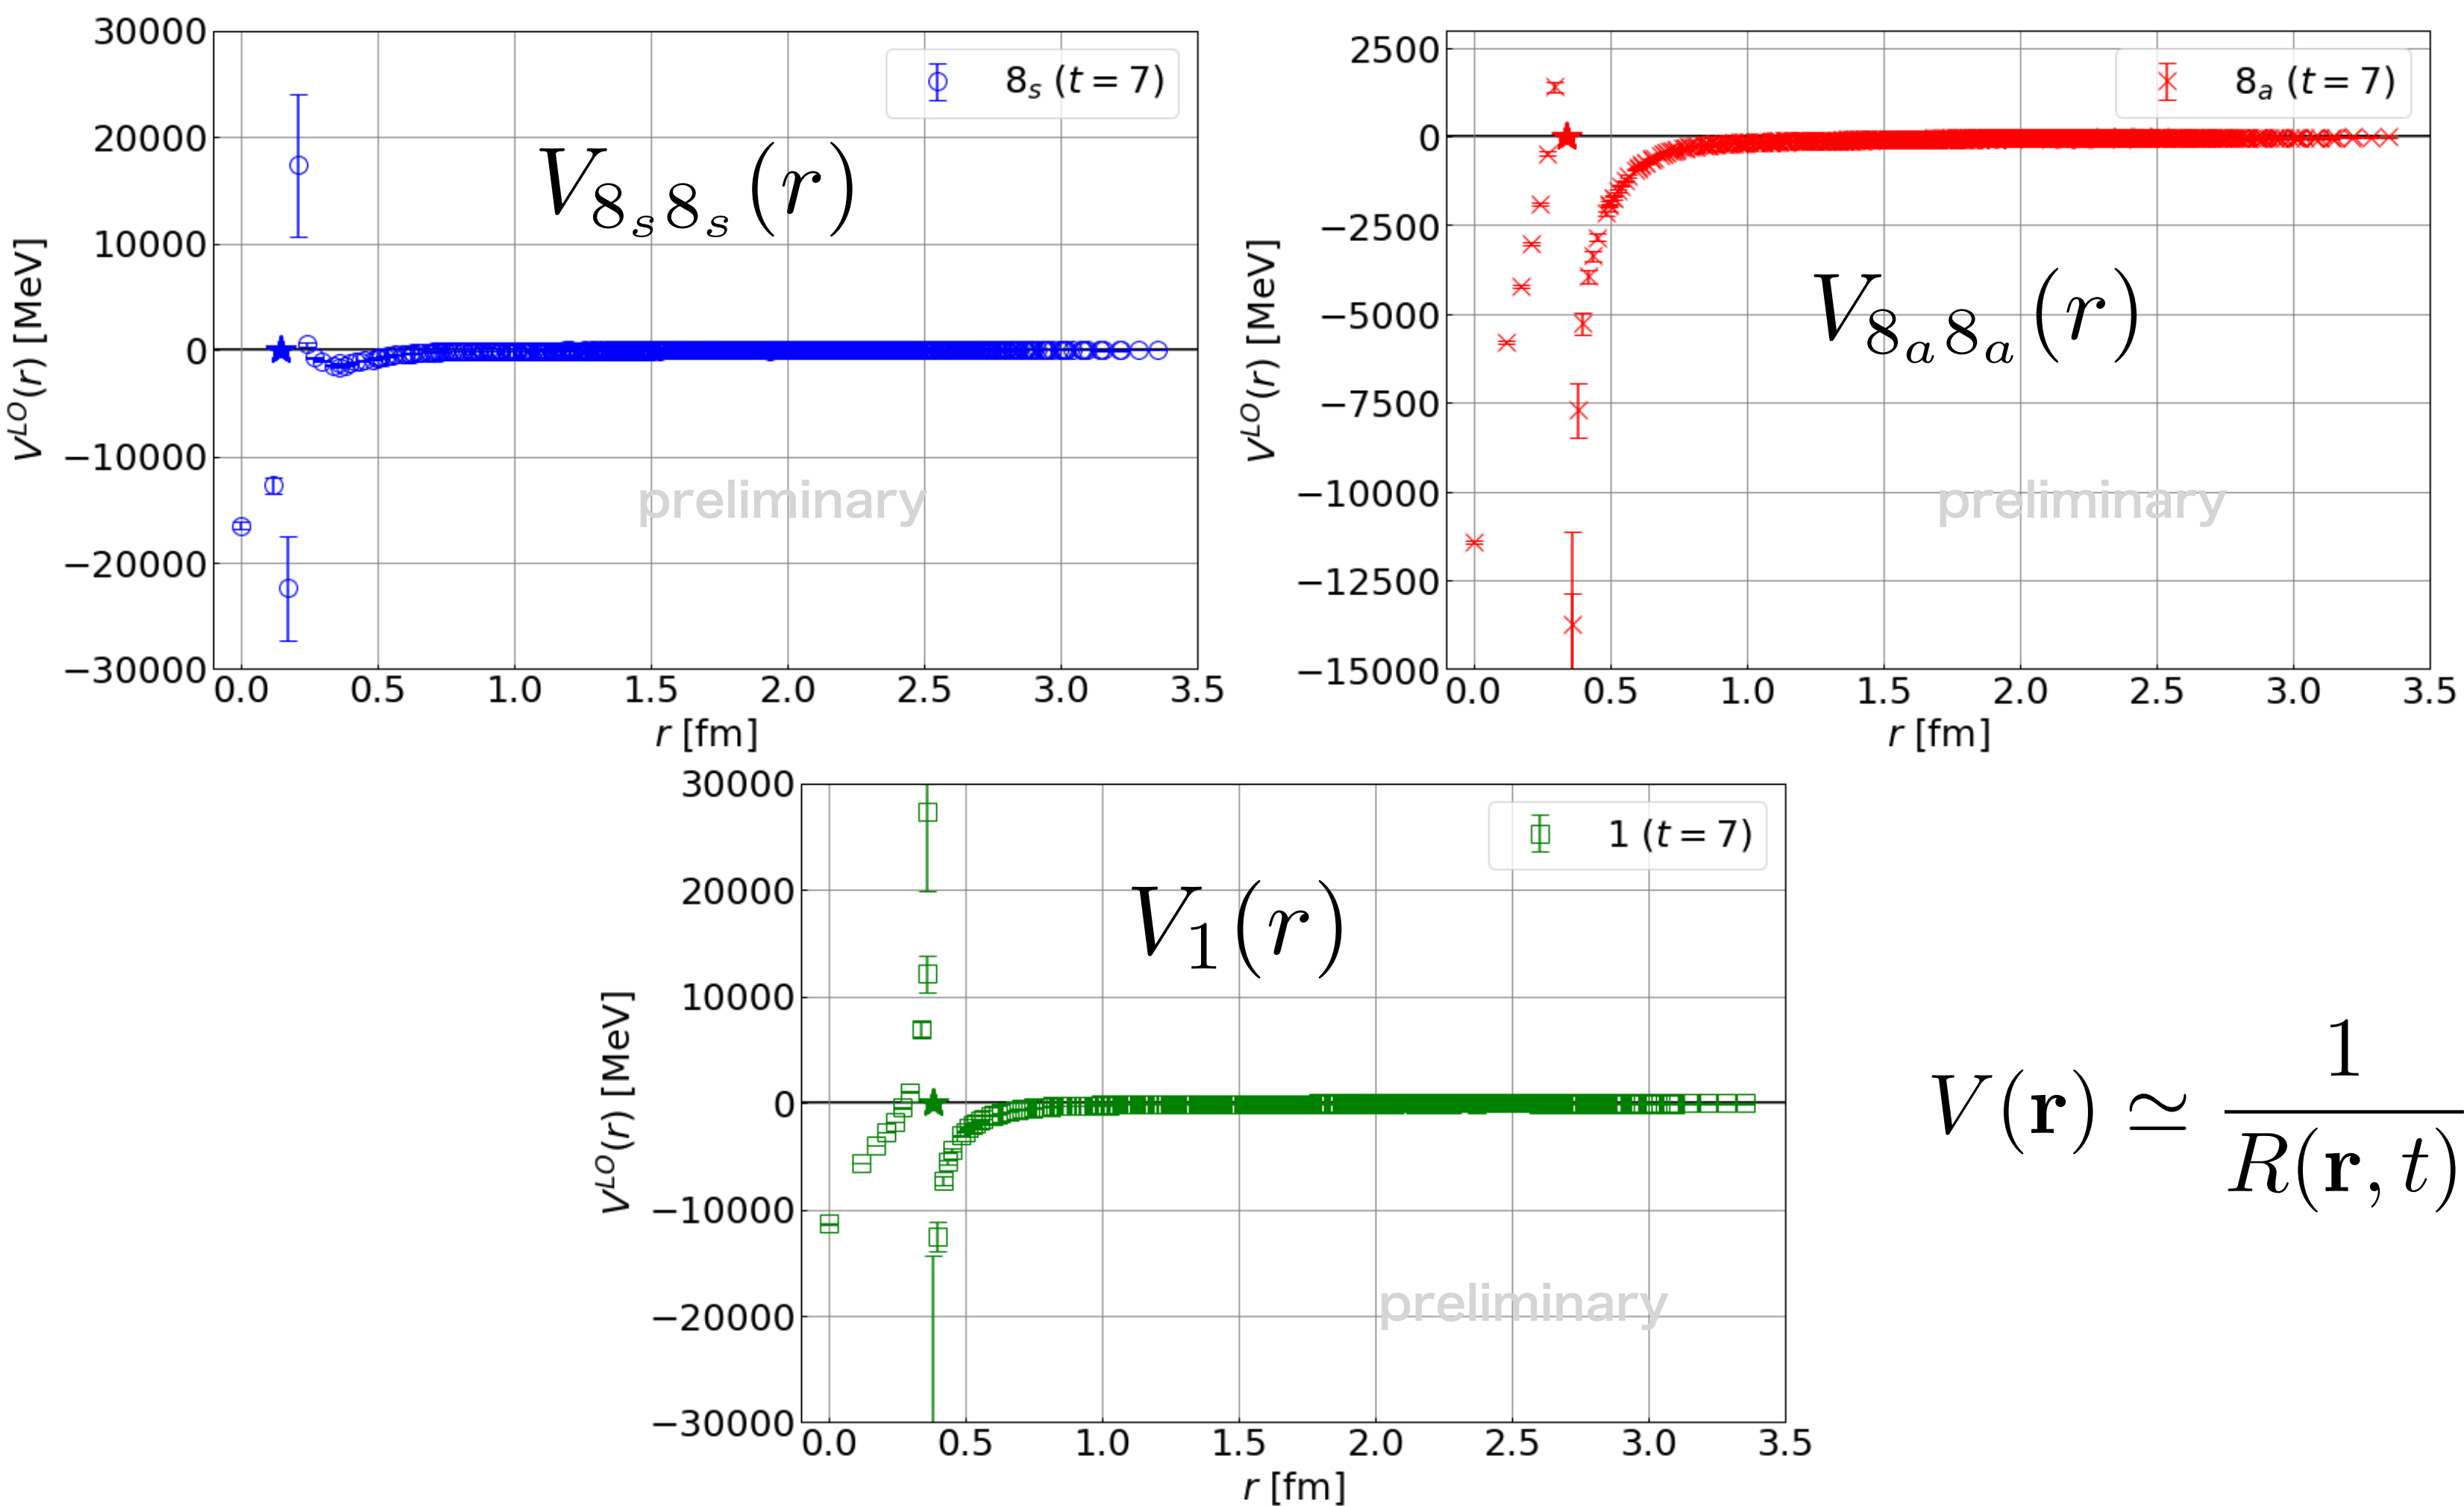 30000
20000
10000
0
−10000
−20000
−30000
0.0 0.5 1.0 1.5 2.0 2.5 3.0 3.5
r [fm]
V^{LO}(r) [MeV]
8_s (t = 7)
V_{8_s8_s}(r)
preliminary
2500
0
−2500
−5000
−7500
−10000
−12500
−15000
0.0 0.5 1.0 1.5 2.0 2.5 3.0 3.5
r [fm]
V^{LO}(r) [MeV]
8_a (t = 7)
V_{8_a8_a}(r)
preliminary
30000
20000
10000
0
−10000
−20000
−30000
0.0 0.5 1.0 1.5 2.0 2.5 3.0 3.5
r [fm]
V^{LO}(r) [MeV]
1 (t = 7)
V_1(r)
preliminary
V(r) ≃ 1/R(r, t)